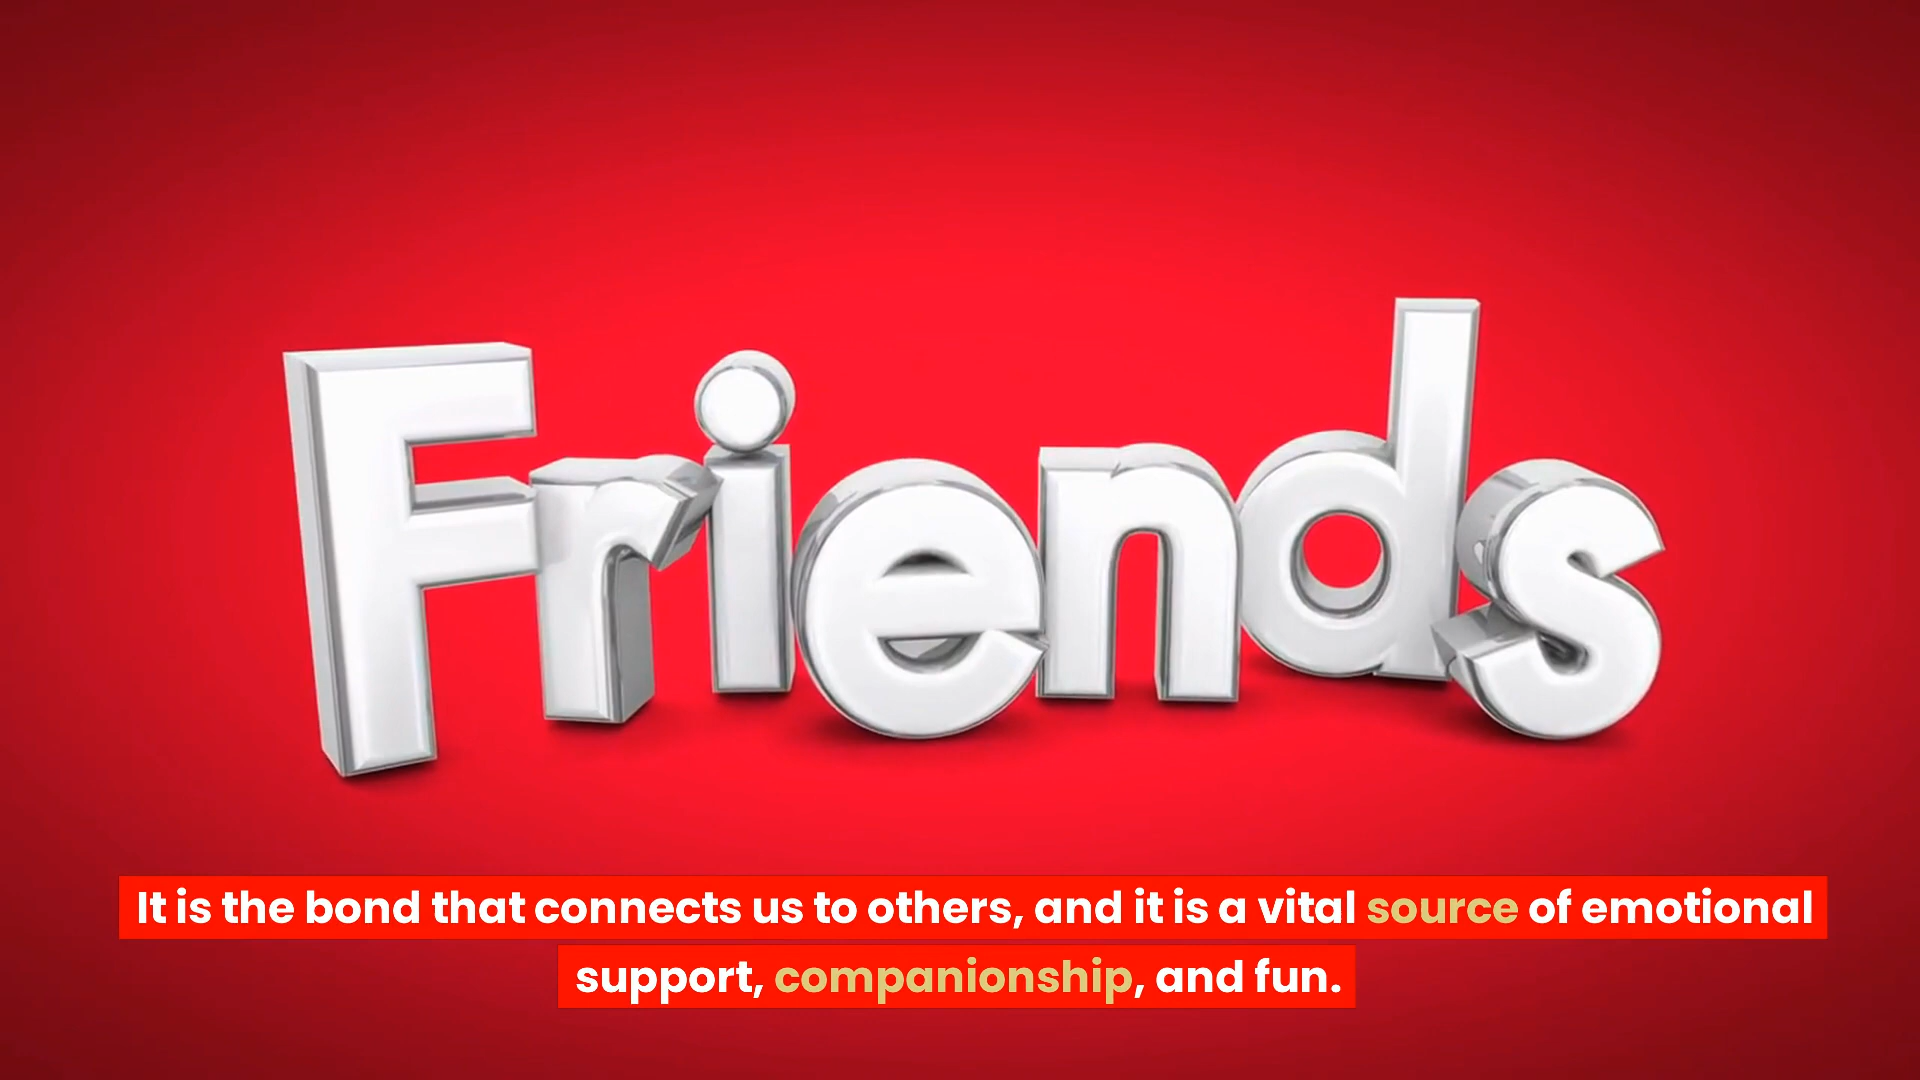 Friends
It is the bond that connects us to others, and it is a vital source of emotional
support, companionship, and fun.